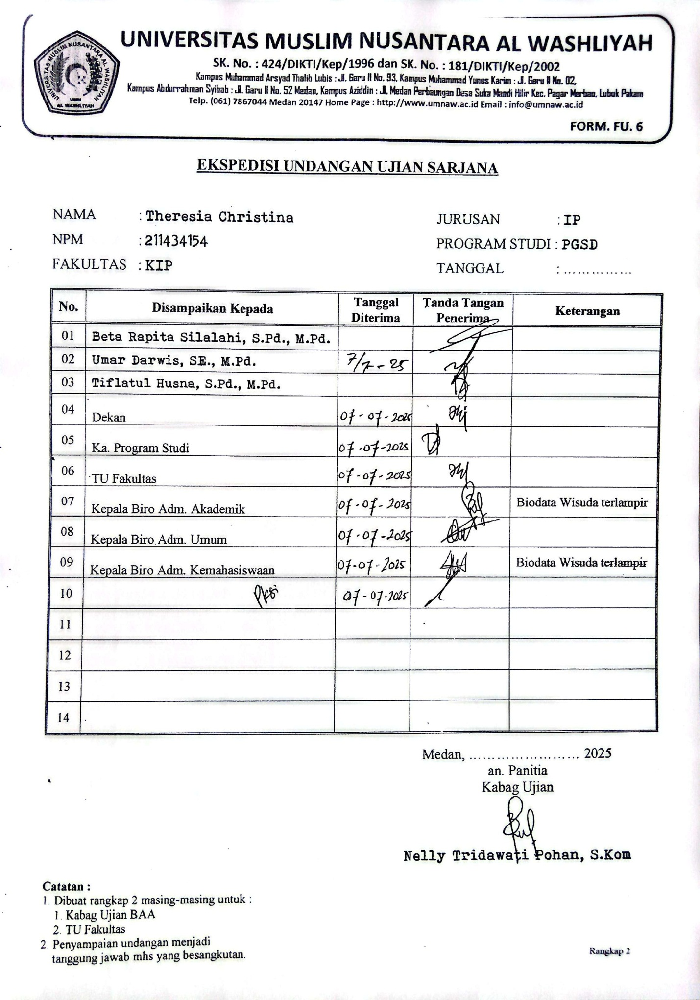 UNIVERSITAS MUSLIM NUSANTARA AL WASHLIYAH
UMN
AL WASHLIYAH
UNIVERSITAS MUSLIM NUSANTARA AL WASHLIYAH
SK. No. : 424/DIKTI/Kep/1996 dan SK. No. : 181/DIKTI/Kep/2002
Kampus Muhammad Arsyad Thalib Lubis : Jl. Garu II No. 93, Kampus Muhammad Yunus Karim : Jl. Garu II No. 02,
Kampus Abdurrahman Syihab : Jl. Garu II No. 52 Medan, Kampus Aziddin : Jl. Medan Perbaungan Desa Suka Mandi Hilir Kec. Pagar Merbau, Lubuk Pakam
Telp. (061) 7867044 Medan 20147 Home Page : http://www.umnaw.ac.id Email : info@umnaw.ac.id
FORM. FU. 6
EKSPEDISI UNDANGAN UJIAN SARJANA
NAMA : Theresia Christina JURUSAN : IP
NPM : 211434154 PROGRAM STUDI : PGSD
FAKULTAS : KIP TANGGAL : ...............
No. Disampaikan Kepada Tanggal Diterima Tanda Tangan Penerima Keterangan
01 Beta Rapita Silalahi, S.Pd., M.Pd.
02 Umar Darwis, SE., M.Pd. 7/7 - 25
03 Tiflatul Husna, S.Pd., M.Pd.
04 Dekan 07-07-2025
05 Ka. Program Studi 07-07-2025
06 TU Fakultas 07-07-2025
07 Kepala Biro Adm. Akademik 07-07-2025 Biodata Wisuda terlampir
08 Kepala Biro Adm. Umum 07-07-2025
09 Kepala Biro Adm. Kemahasiswaan 07-07-2025 Biodata Wisuda terlampir
10 07-07-2025
11
12
13
14
Medan, ........................ 2025
an. Panitia
Kabag Ujian
Nelly Tridawati Pohan, S.Kom
Catatan :
1. Dibuat rangkap 2 masing-masing untuk :
1. Kabag Ujian BAA
2. TU Fakultas
2. Penyampaian undangan menjadi
tanggung jawab mhs yang besangkutan.
Rangkap 2